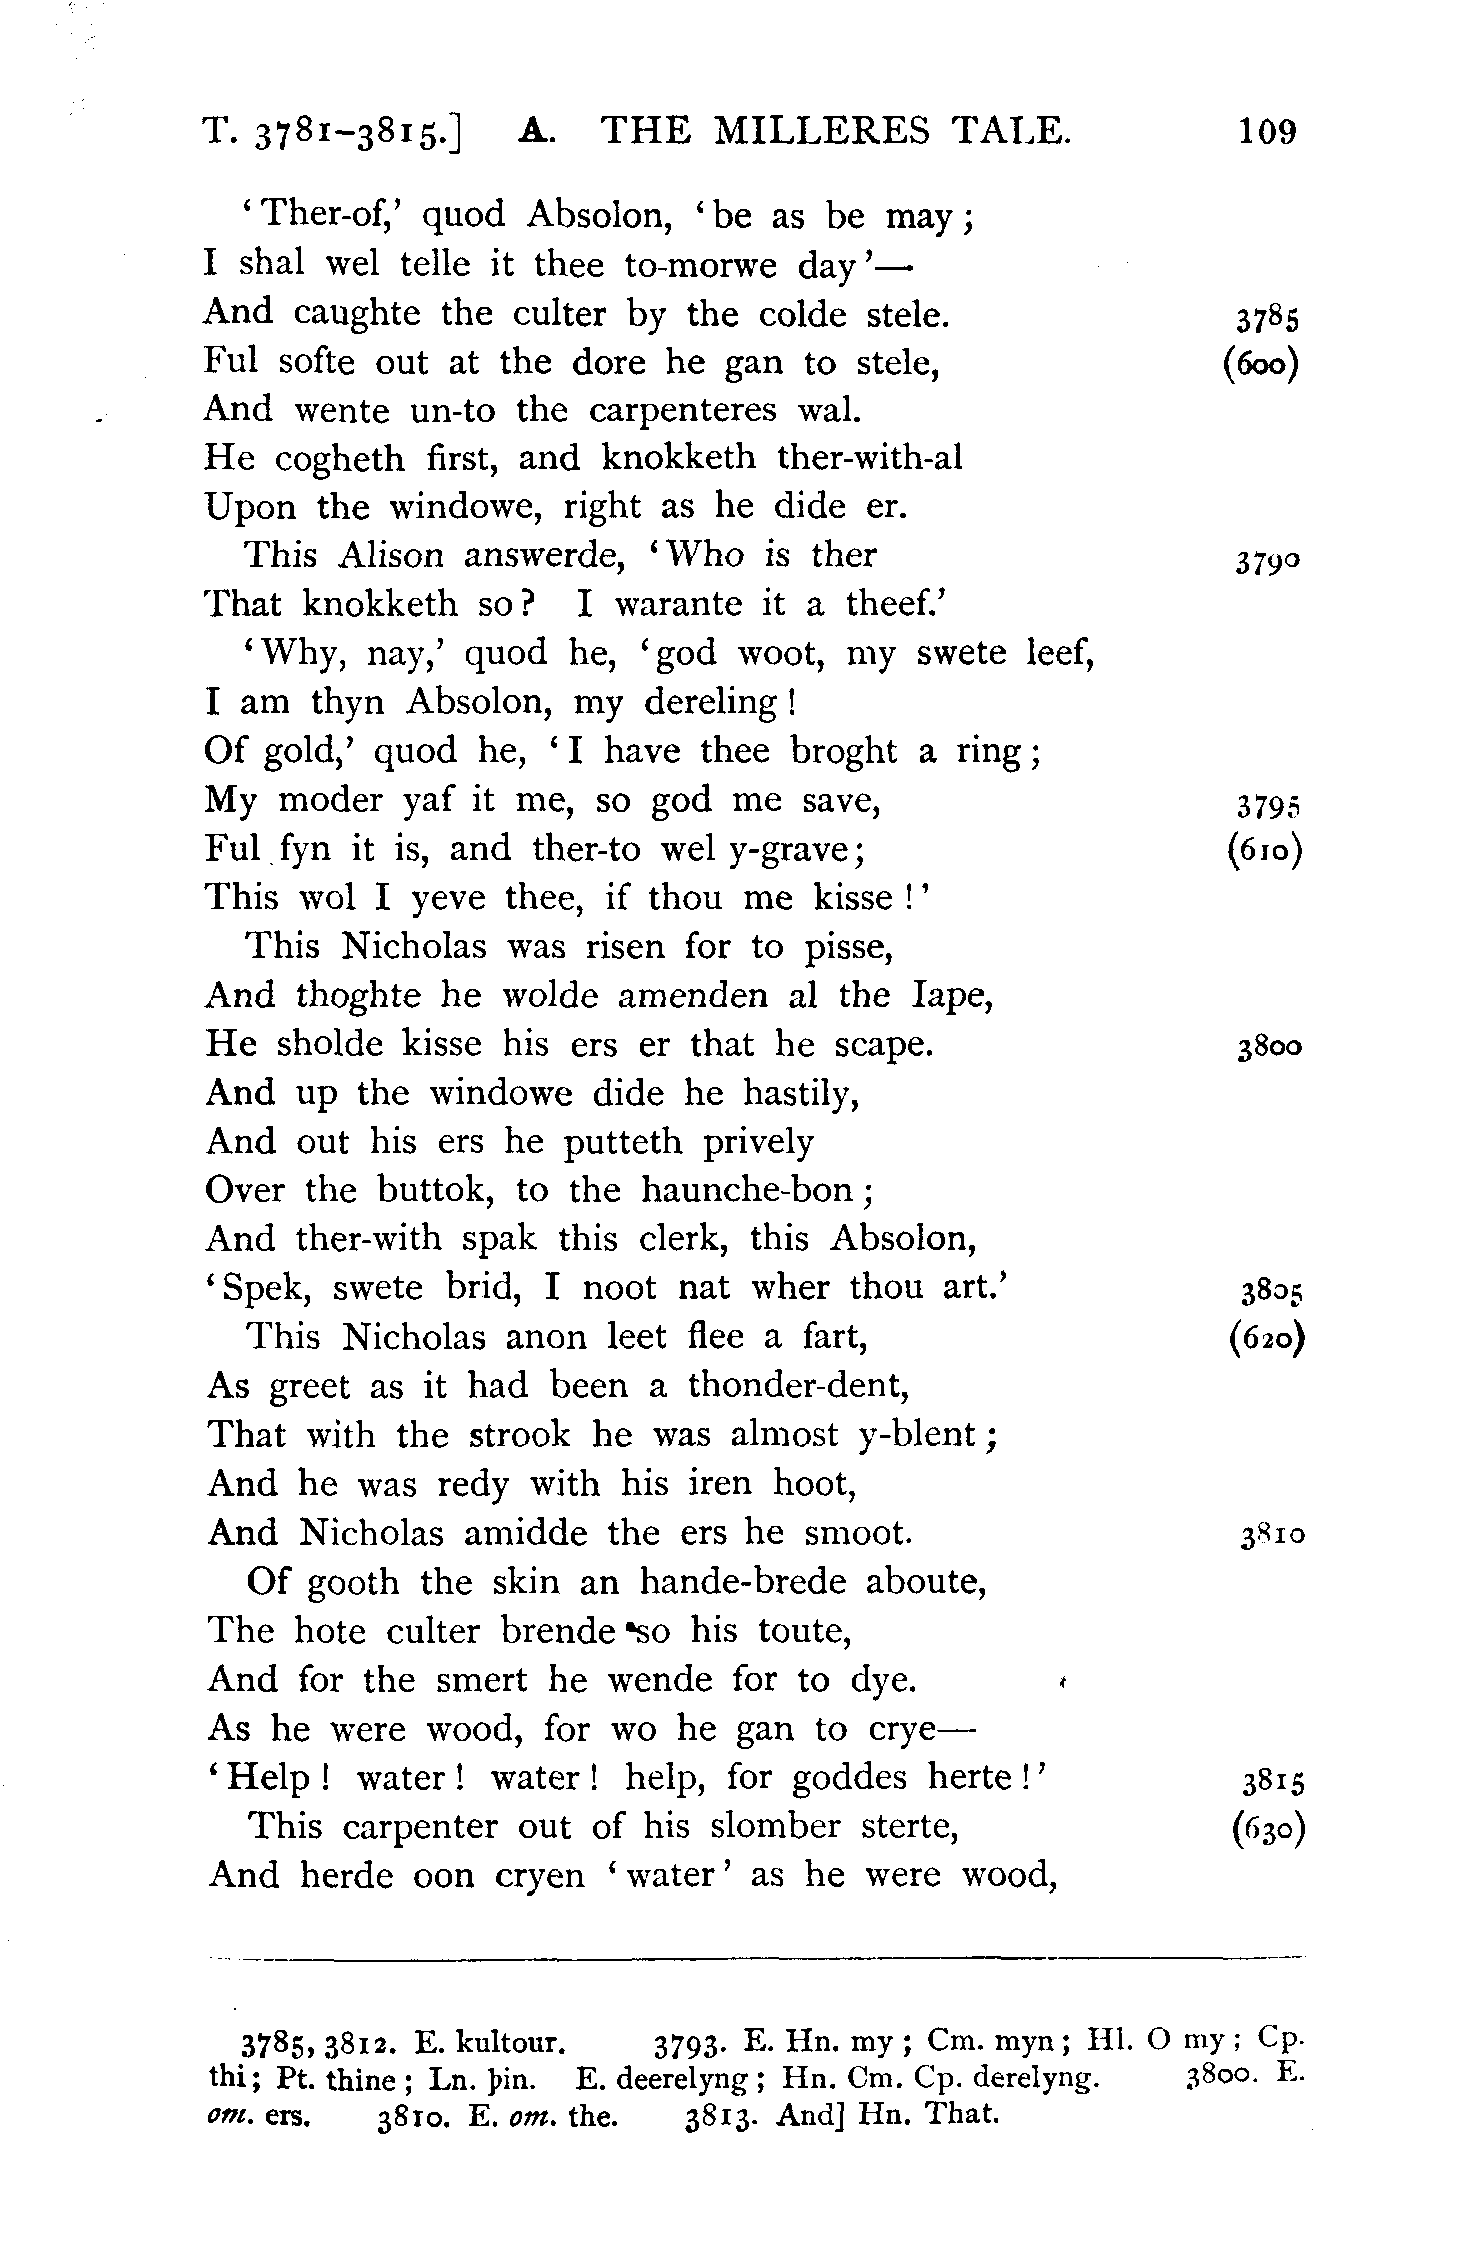 T. 3781–3815.] A. THE MILLERES TALE. 109
‘Ther-of,’ quod Absolon, ‘be as be may;
I shal wel telle it thee to-morwe day’—
And caughte the culter by the colde stele. 3785
Ful softe out at the dore he gan to stele, (600)
And wente un-to the carpenteres wal.
He cogheth first, and knokketh ther-with-al
Upon the windowe, right as he dide er.
This Alison answerde, ‘Who is ther 3790
That knokketh so? I warante it a theef.’
‘Why, nay,’ quod he, ‘god woot, my swete leef,
I am thyn Absolon, my dereling!
Of gold,’ quod he, ‘I have thee broght a ring;
My moder yaf it me, so god me save, 3795
Ful fyn it is, and ther-to wel y-grave; (610)
This wol I yeve thee, if thou me kisse!’
This Nicholas was risen for to pisse,
And thoghte he wolde amenden al the Iape,
He sholde kisse his ers er that he scape. 3800
And up the windowe dide he hastily,
And out his ers he putteth prively
Over the buttok, to the haunche-bon;
And ther-with spak this clerk, this Absolon,
‘Spek, swete brid, I noot nat wher thou art.’ 3805
This Nicholas anon leet flee a fart, (620)
As greet as it had been a thonder-dent,
That with the strook he was almost y-blent;
And he was redy with his iren hoot,
And Nicholas amidde the ers he smoot. 3810
Of gooth the skin an hande-brede aboute,
The hote culter brende so his toute,
And for the smert he wende for to dye.
As he were wood, for wo he gan to crye—
‘Help! water! water! help, for goddes herte!’ 3815
This carpenter out of his slomber sterte, (630)
And herde oon cryen ‘water’ as he were wood,
3785, 3812. E. kultour. 3793. E. Hn. my; Cm. myn; Hl. O my; Cp.
thi; Pt. thine; Ln. þin. E. deerelyng; Hn. Cm. Cp. derelyng. 3800. E.
om. ers. 3810. E. om. the. 3813. And] Hn. That.